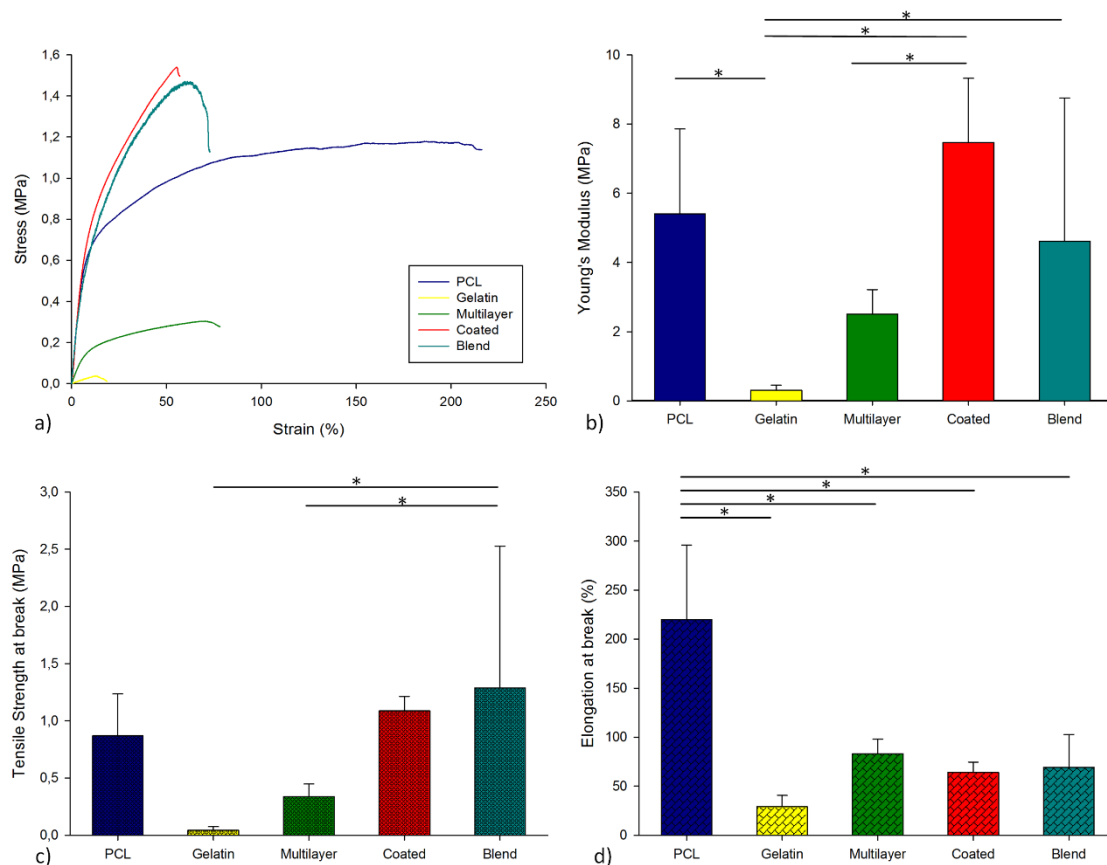 1,6
1,4
1,2
1,0
0,8
0,6
0,4
0,2
0,0
Stress (MPa)
0 50 100 150 200 250
Strain (%)
PCL
Gelatin
Multilayer
Coated
Blend
a)
*
*
* *
10
8
6
4
2
0
Young's Modulus (MPa)
PCL Gelatin Multilayer Coated Blend
b)
*
*
3,0
2,5
2,0
1,5
1,0
0,5
0,0
Tensile Strength at break (MPa)
PCL Gelatin Multilayer Coated Blend
c)
*
*
*
*
350
300
250
200
150
100
50
0
Elongation at break (%)
PCL Gelatin Multilayer Coated Blend
d)